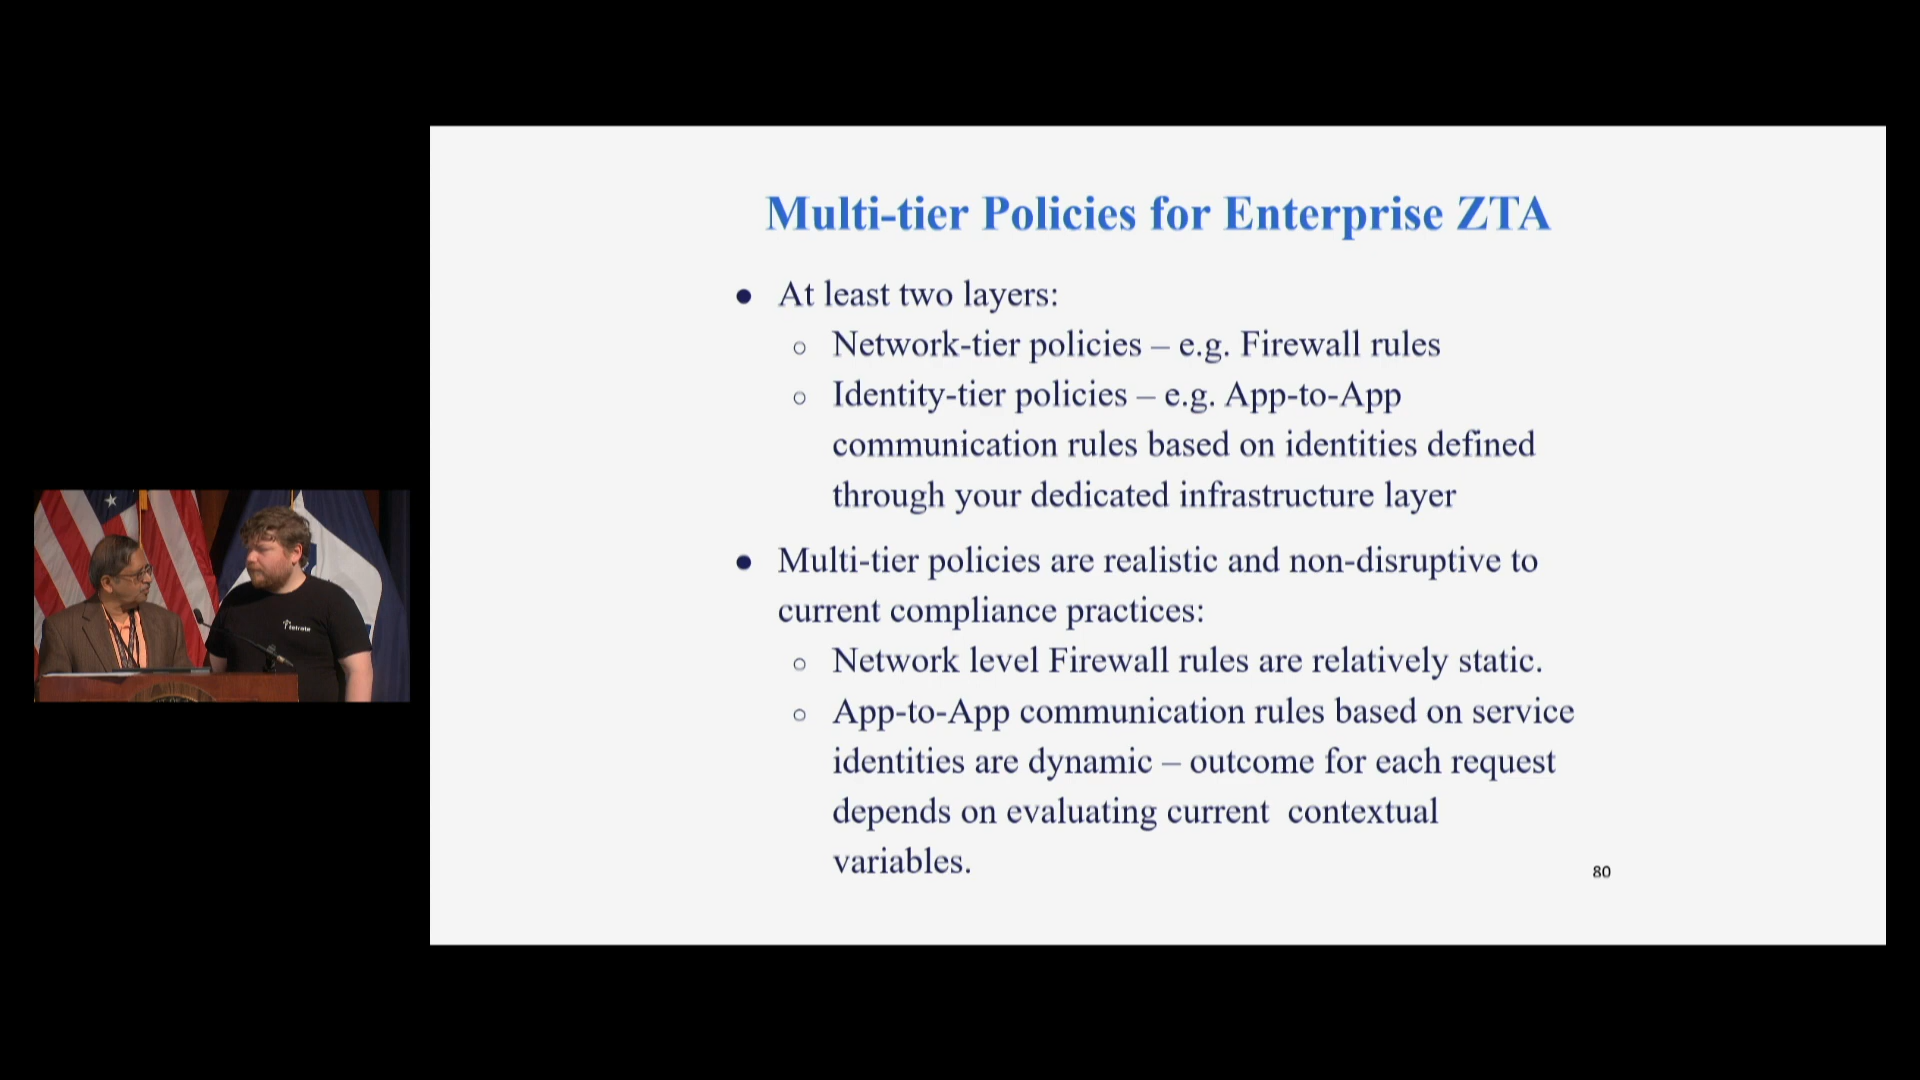 Multi-tier Policies for Enterprise ZTA
● At least two layers:
○ Network-tier policies – e.g. Firewall rules
○ Identity-tier policies – e.g. App-to-App
communication rules based on identities defined
through your dedicated infrastructure layer
● Multi-tier policies are realistic and non-disruptive to
current compliance practices:
○ Network level Firewall rules are relatively static.
○ App-to-App communication rules based on service
identities are dynamic – outcome for each request
depends on evaluating current  contextual
variables.
80
tetrate